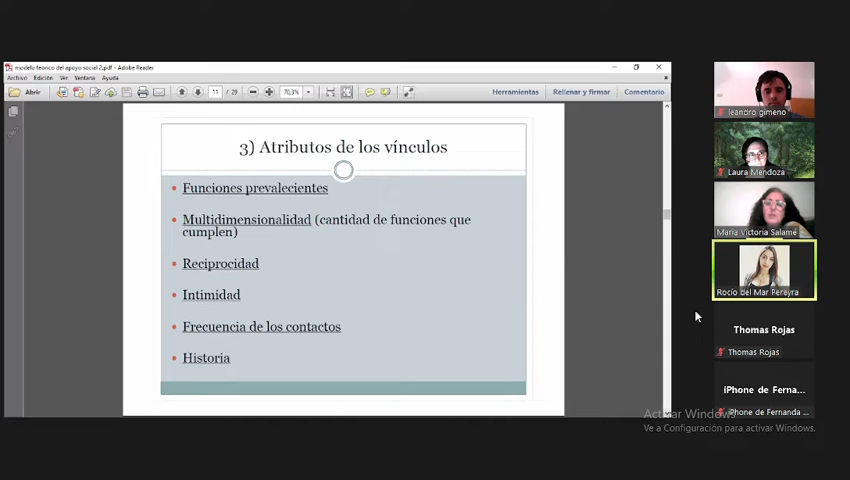 modelo teorico del apoyo social 2.pdf - Adobe Reader
Archivo Edición Ver Ventana Ayuda
Abrir 11 / 29 70,3% Herramientas Rellenar y firmar Comentario
3) Atributos de los vínculos
Funciones prevalecientes
Multidimensionalidad (cantidad de funciones que
cumplen)
Reciprocidad
Intimidad
Frecuencia de los contactos
Historia
leandro gimeno
Laura Mendoza
María Victoria Salamé
Rocío del Mar Pereyra
Thomas Rojas
Thomas Rojas
iPhone de Ferna...
iPhone de Fernanda ...
Activar Windows
Ve a Configuración para activar Windows.